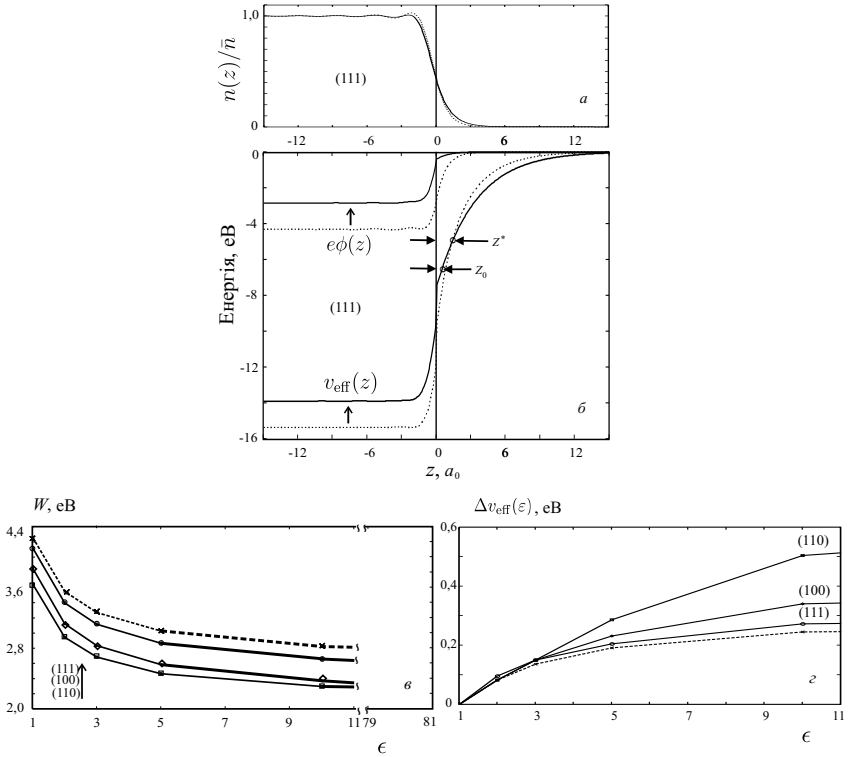 n(z)/n̄
1,0
0
(111)
а
-12 -6 0 6 12
Енергія, еВ
0
-4
-8
-12
-16
eϕ(z)
Z*
Z₀
(111)
v_eff(z)
б
-12 -6 0 6 12
z, a₀
W, еВ
4,4
3,6
2,8
2,0
(111)
(100)
(110)
в
1 3 5 7 9 11 79 81
ϵ
Δv_eff(ε), еВ
0,6
0,4
0,2
0
(110)
(100)
(111)
г
1 3 5 7 9 11
ϵ